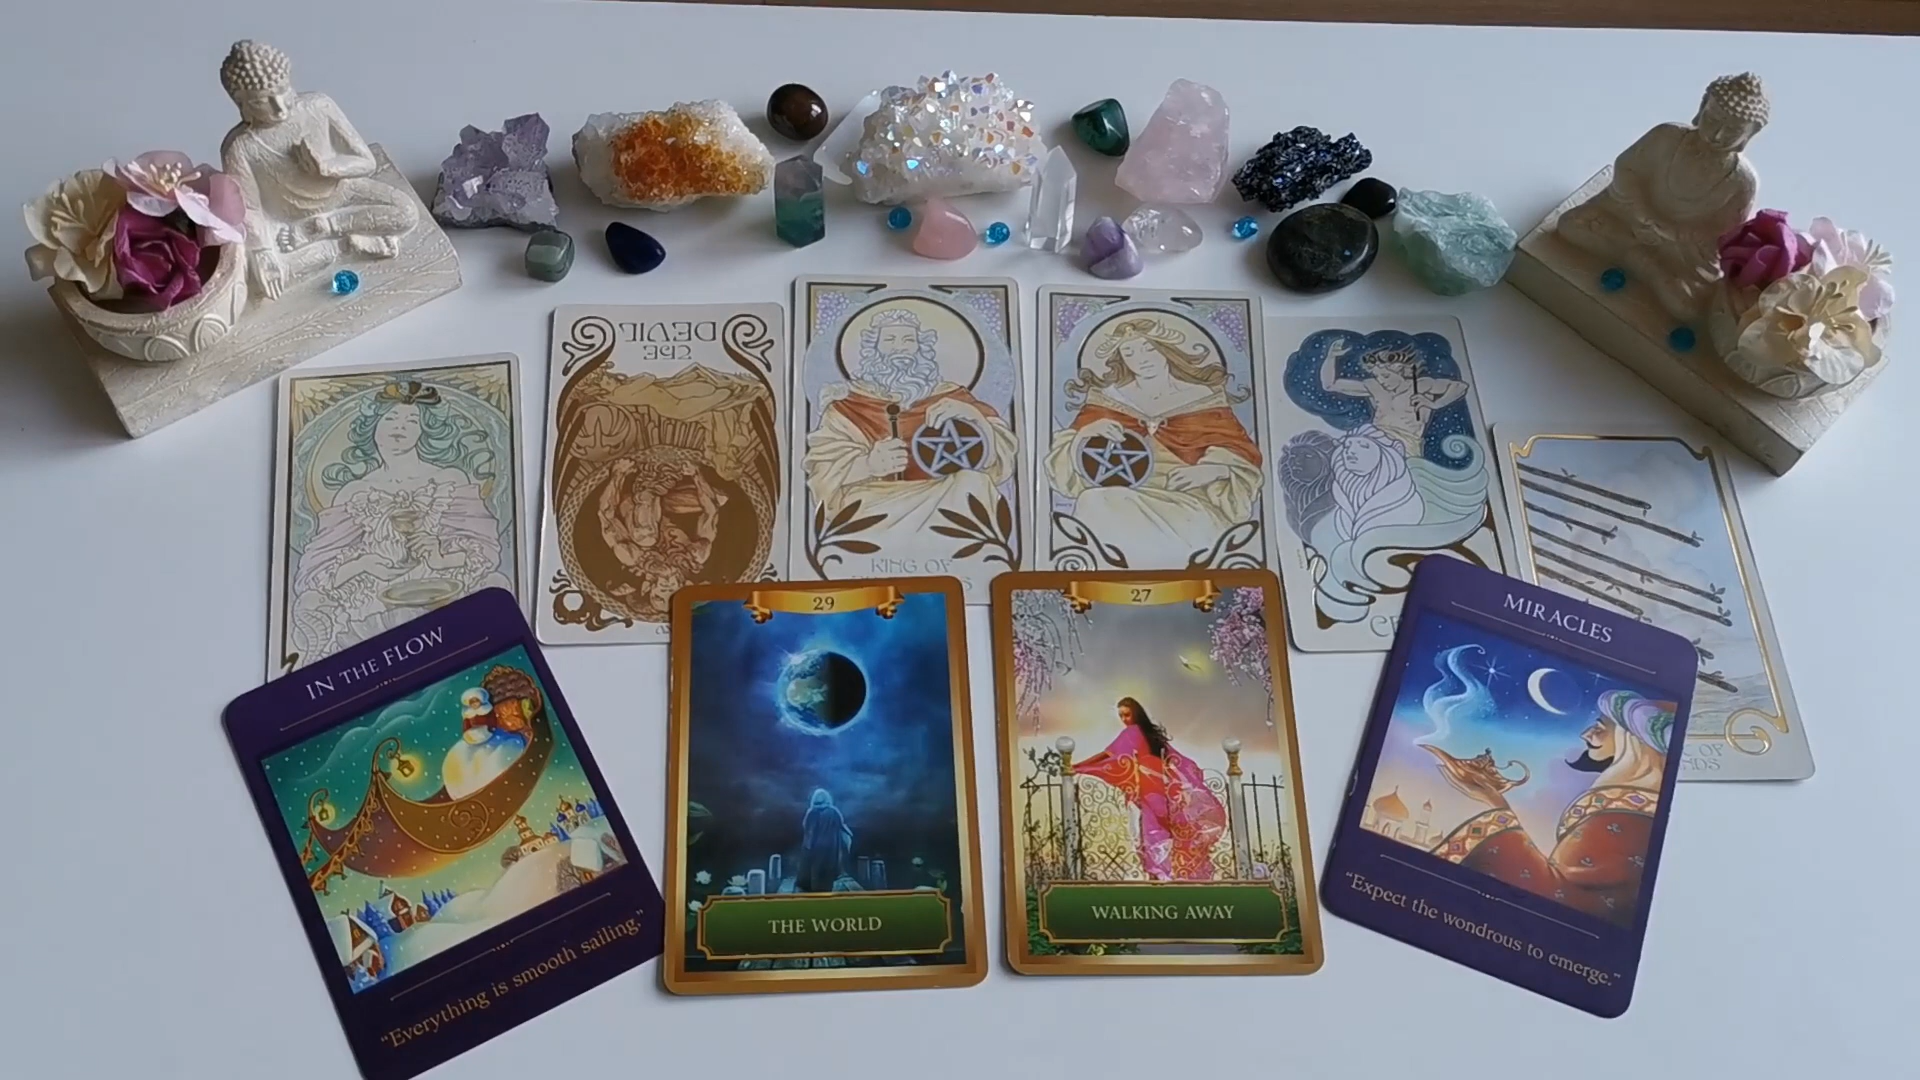 THE
DEVIL
KING OF
IN THE FLOW
"Everything is smooth sailing."
29
THE WORLD
27
WALKING AWAY
MIRACLES
"Expect the wondrous to emerge."